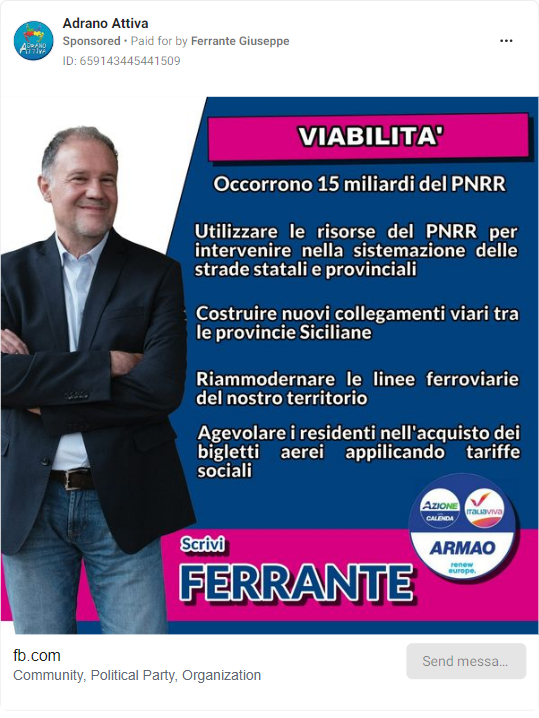 Adrano Attiva
Sponsored • Paid for by Ferrante Giuseppe
ID: 659143445441509
ADRANO
ATTIVA
VIABILITA'
Occorrono 15 miliardi del PNRR
Utilizzare le risorse del PNRR per
intervenire nella sistemazione delle
strade statali e provinciali
Costruire nuovi collegamenti viari tra
le provincie Siciliane
Riammodernare le linee ferroviarie
del nostro territorio
Agevolare i residenti nell'acquisto dei
bigletti aerei appilicando tariffe
sociali
AZIONE
CALENDA
ITALIAVIVA
ARMAO
renew
europe.
Scrivi
FERRANTE
fb.com
Community, Political Party, Organization
Send messa...